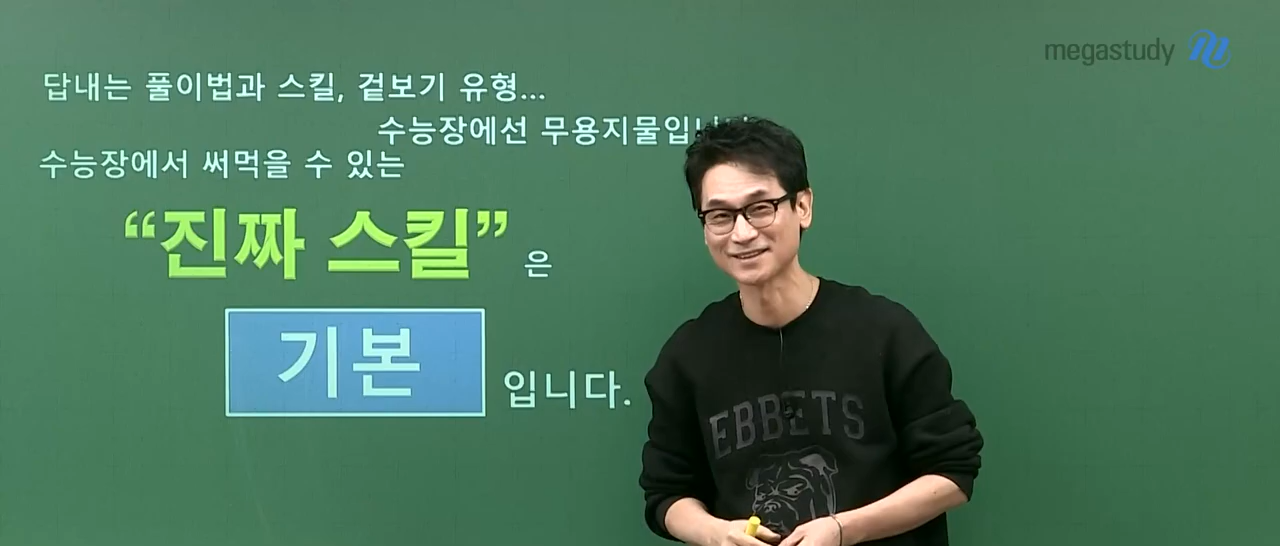 megastudy
답내는 풀이법과 스킬, 겉보기 유형...
수능장에선 무용지물입니다
수능장에서 써먹을 수 있는
“진짜 스킬” 은
기본 입니다.
EBBETS